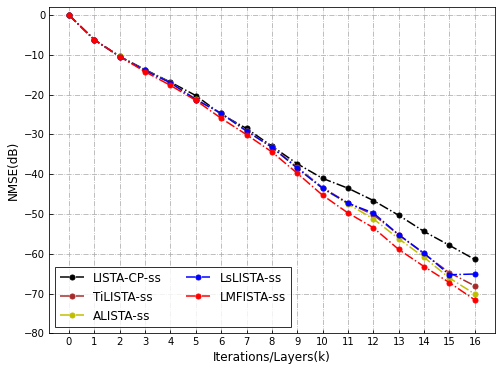 0
−10
−20
−30
−40
−50
−60
−70
−80
NMSE(dB)
LISTA-CP-ss
TiLISTA-ss
ALISTA-ss
LsLISTA-ss
LMFISTA-ss
0 1 2 3 4 5 6 7 8 9 10 11 12 13 14 15 16
Iterations/Layers(k)